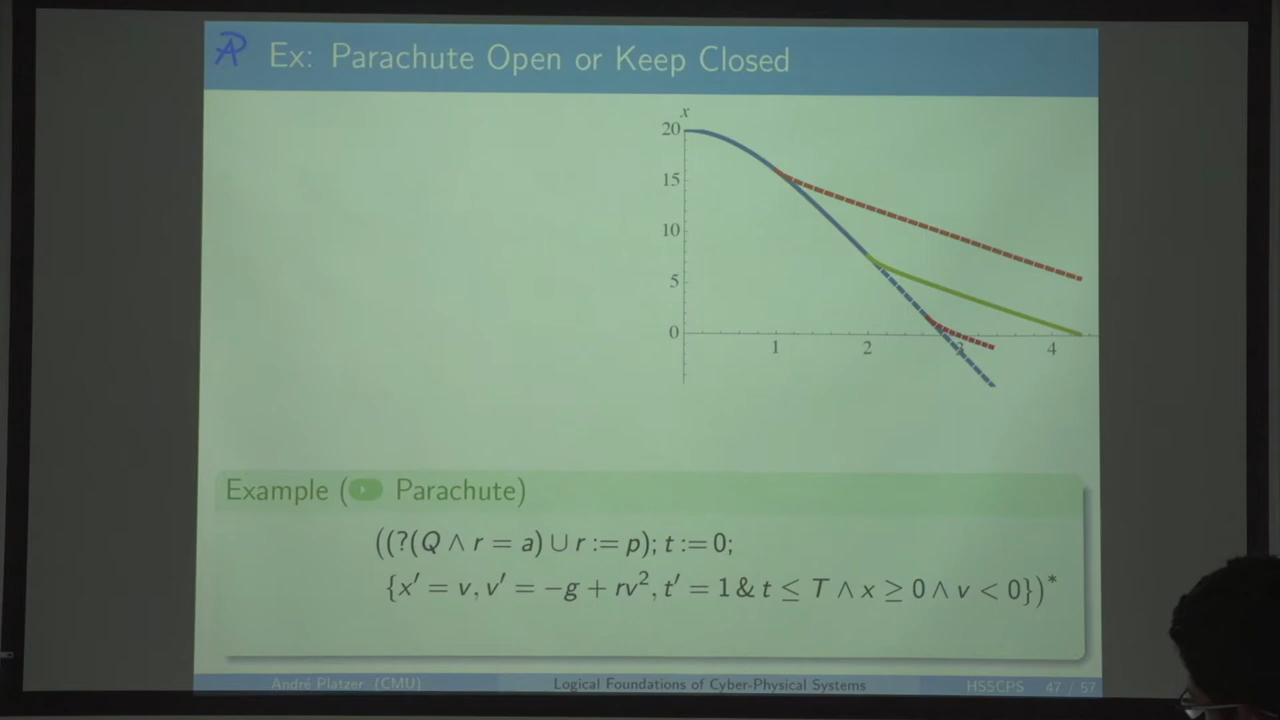 Ex: Parachute Open or Keep Closed
x
20
15
10
5
0
1 2 3 4
Example ( Parachute)
((?(Q ∧ r = a) ∪ r := p); t := 0;
{x′ = v, v′ = −g + rv², t′ = 1 & t ≤ T ∧ x ≥ 0 ∧ v < 0})*
André Platzer (CMU) Logical Foundations of Cyber-Physical Systems HSSCPS 47 / 57